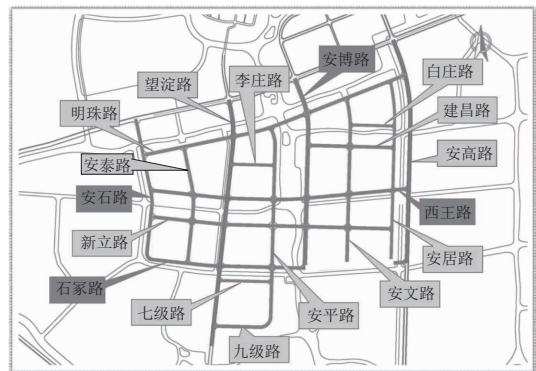 安博路
李庄路
白庄路
望淀路
建昌路
明珠路
安泰路
安高路
安石路
西王路
新立路
安居路
石冢路
安文路
七级路
安平路
九级路